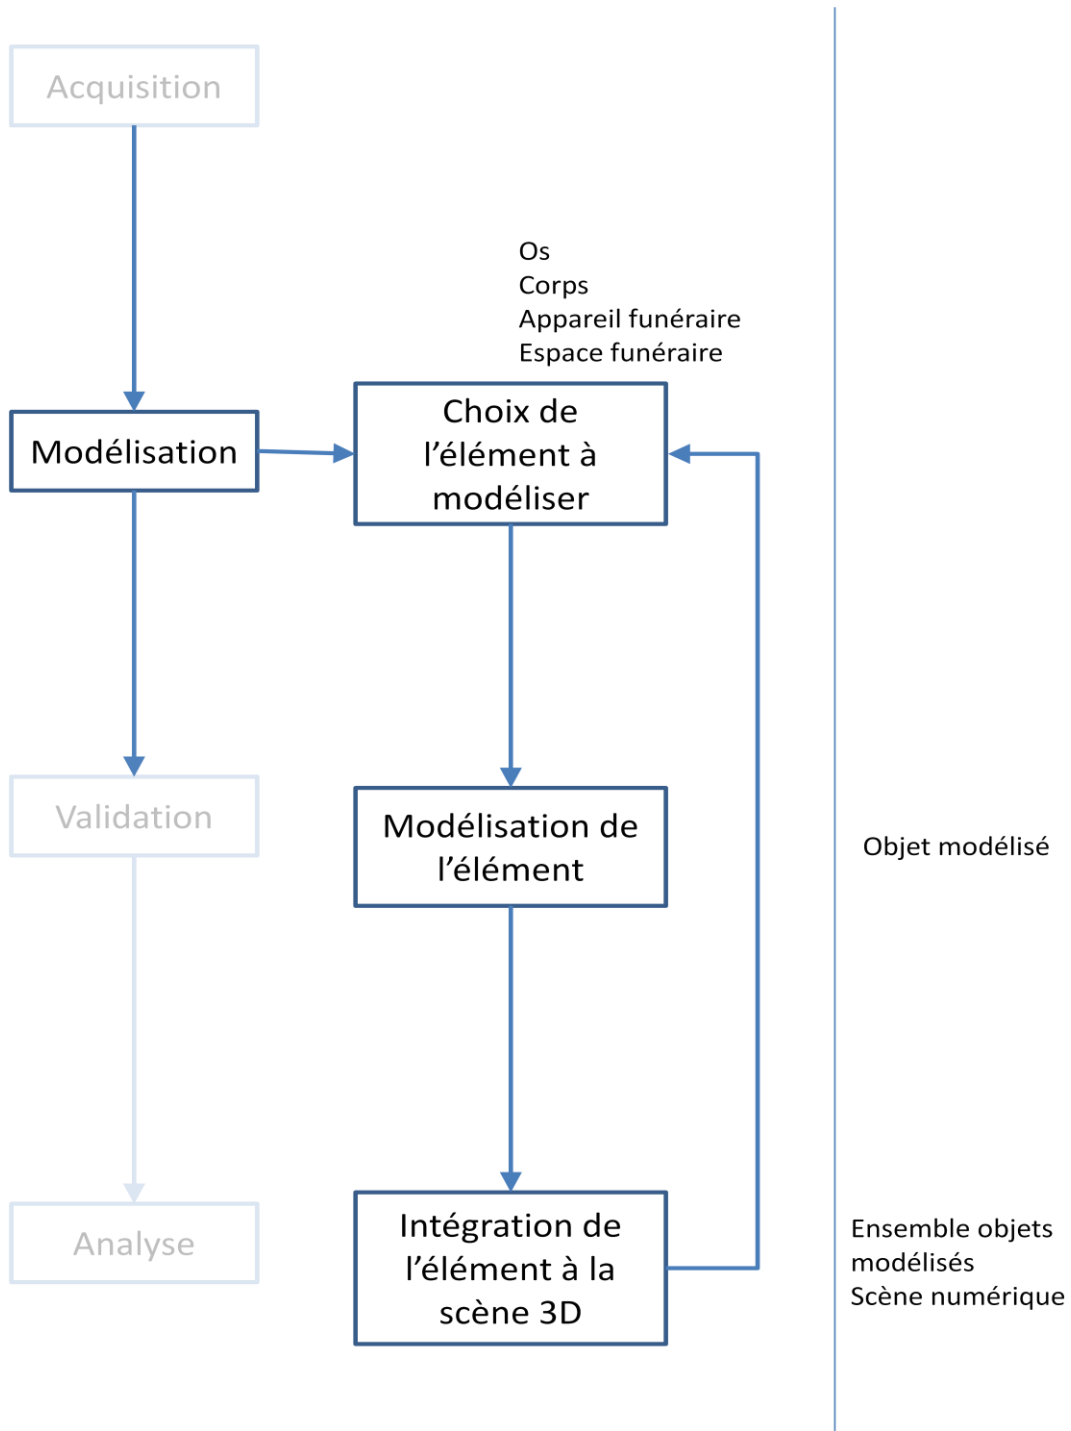 Acquisition
Os
Corps
Appareil funéraire
Espace funéraire
Modélisation
Choix de
l’élément à
modéliser
Validation
Modélisation de
l’élément
Objet modélisé
Analyse
Intégration de
l’élément à la
scène 3D
Ensemble objets
modélisés
Scène numérique